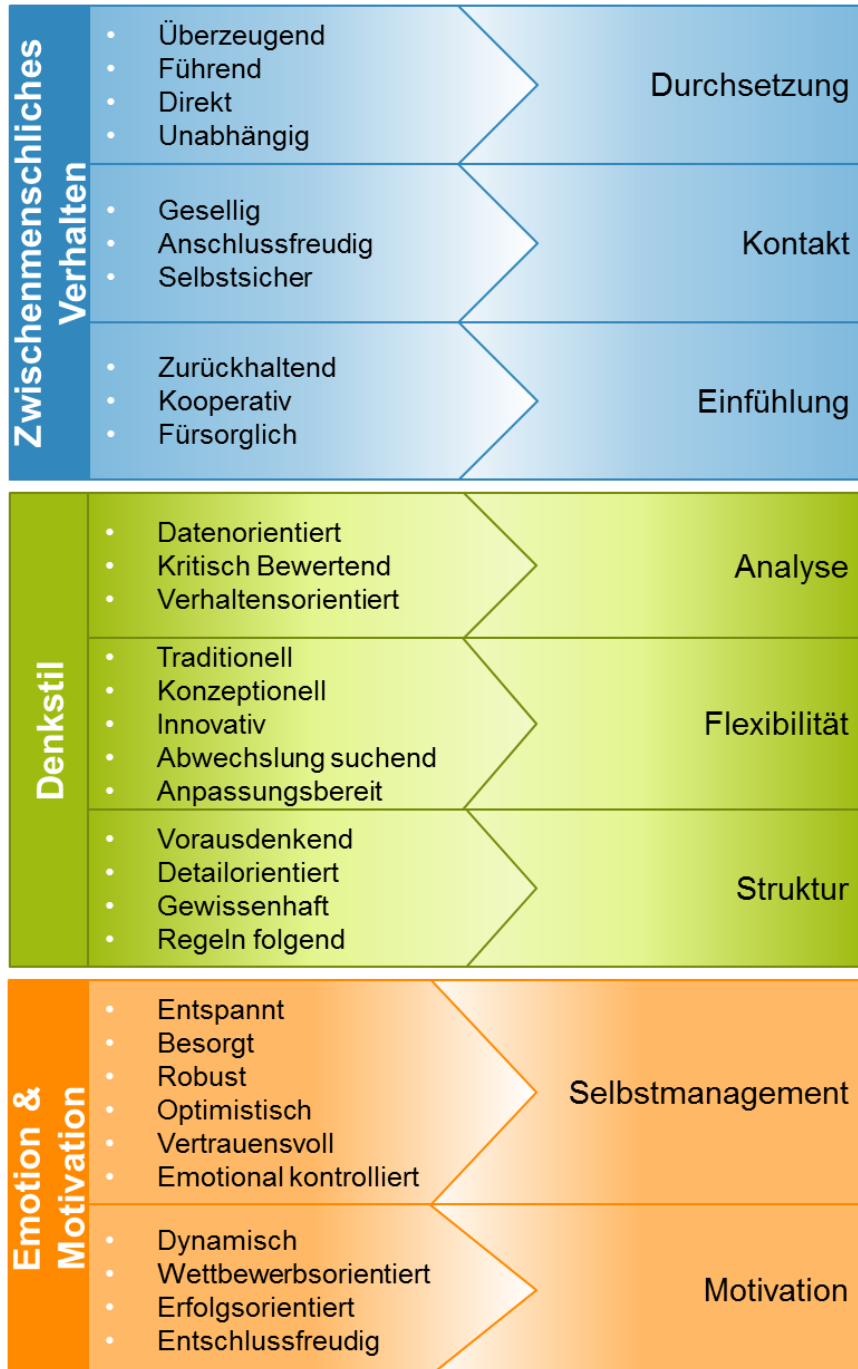 Zwischenmenschliches
Verhalten
• Überzeugend
• Führend
• Direkt
• Unabhängig
Durchsetzung
• Gesellig
• Anschlussfreudig
• Selbstsicher
Kontakt
• Zurückhaltend
• Kooperativ
• Fürsorglich
Einfühlung
Denkstil
• Datenorientiert
• Kritisch Bewertend
• Verhaltensorientiert
Analyse
• Traditionell
• Konzeptionell
• Innovativ
• Abwechslung suchend
• Anpassungsbereit
Flexibilität
• Vorausdenkend
• Detailorientiert
• Gewissenhaft
• Regeln folgend
Struktur
Emotion &
Motivation
• Entspannt
• Besorgt
• Robust
• Optimistisch
• Vertrauensvoll
• Emotional kontrolliert
Selbstmanagement
• Dynamisch
• Wettbewerbsorientiert
• Erfolgsorientiert
• Entschlussfreudig
Motivation